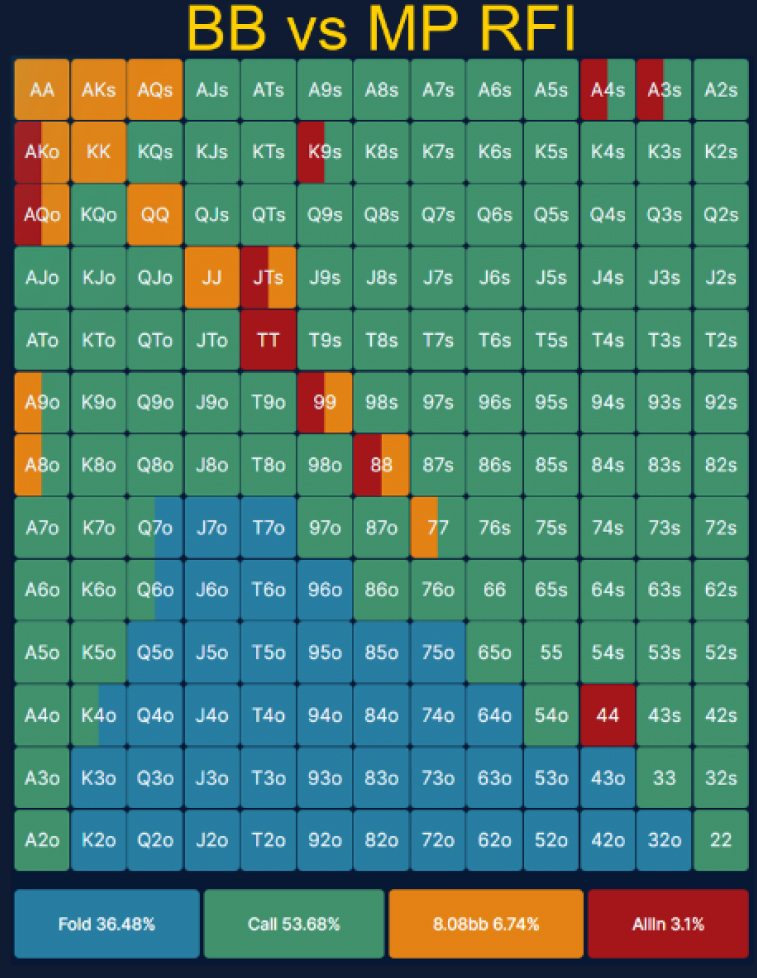 BB vs MP RFI
AA AKs AQs AJs ATs A9s A8s A7s A6s A5s A4s A3s A2s
AKo KK KQs KJs KTs K9s K8s K7s K6s K5s K4s K3s K2s
AQo KQo QQ QJs QTs Q9s Q8s Q7s Q6s Q5s Q4s Q3s Q2s
AJo KJo QJo JJ JTs J9s J8s J7s J6s J5s J4s J3s J2s
ATo KTo QTo JTo TT T9s T8s T7s T6s T5s T4s T3s T2s
A9o K9o Q9o J9o T9o 99 98s 97s 96s 95s 94s 93s 92s
A8o K8o Q8o J8o T8o 98o 88 87s 86s 85s 84s 83s 82s
A7o K7o Q7o J7o T7o 97o 87o 77 76s 75s 74s 73s 72s
A6o K6o Q6o J6o T6o 96o 86o 76o 66 65s 64s 63s 62s
A5o K5o Q5o J5o T5o 95o 85o 75o 65o 55 54s 53s 52s
A4o K4o Q4o J4o T4o 94o 84o 74o 64o 54o 44 43s 42s
A3o K3o Q3o J3o T3o 93o 83o 73o 63o 53o 43o 33 32s
A2o K2o Q2o J2o T2o 92o 82o 72o 62o 52o 42o 32o 22
Fold 36.48% Call 53.68% 8.08bb 6.74% AllIn 3.1%